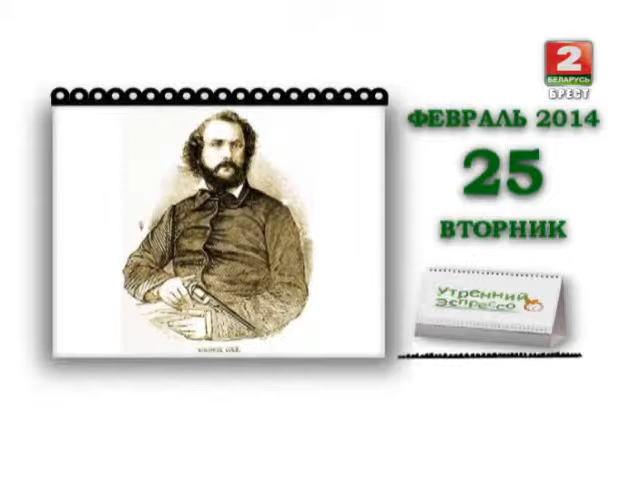 2
БЕЛАРУСЬ
БРЕСТ
ФЕВРАЛЬ 2014
25
ВТОРНИК
Утренний
Эспрессо